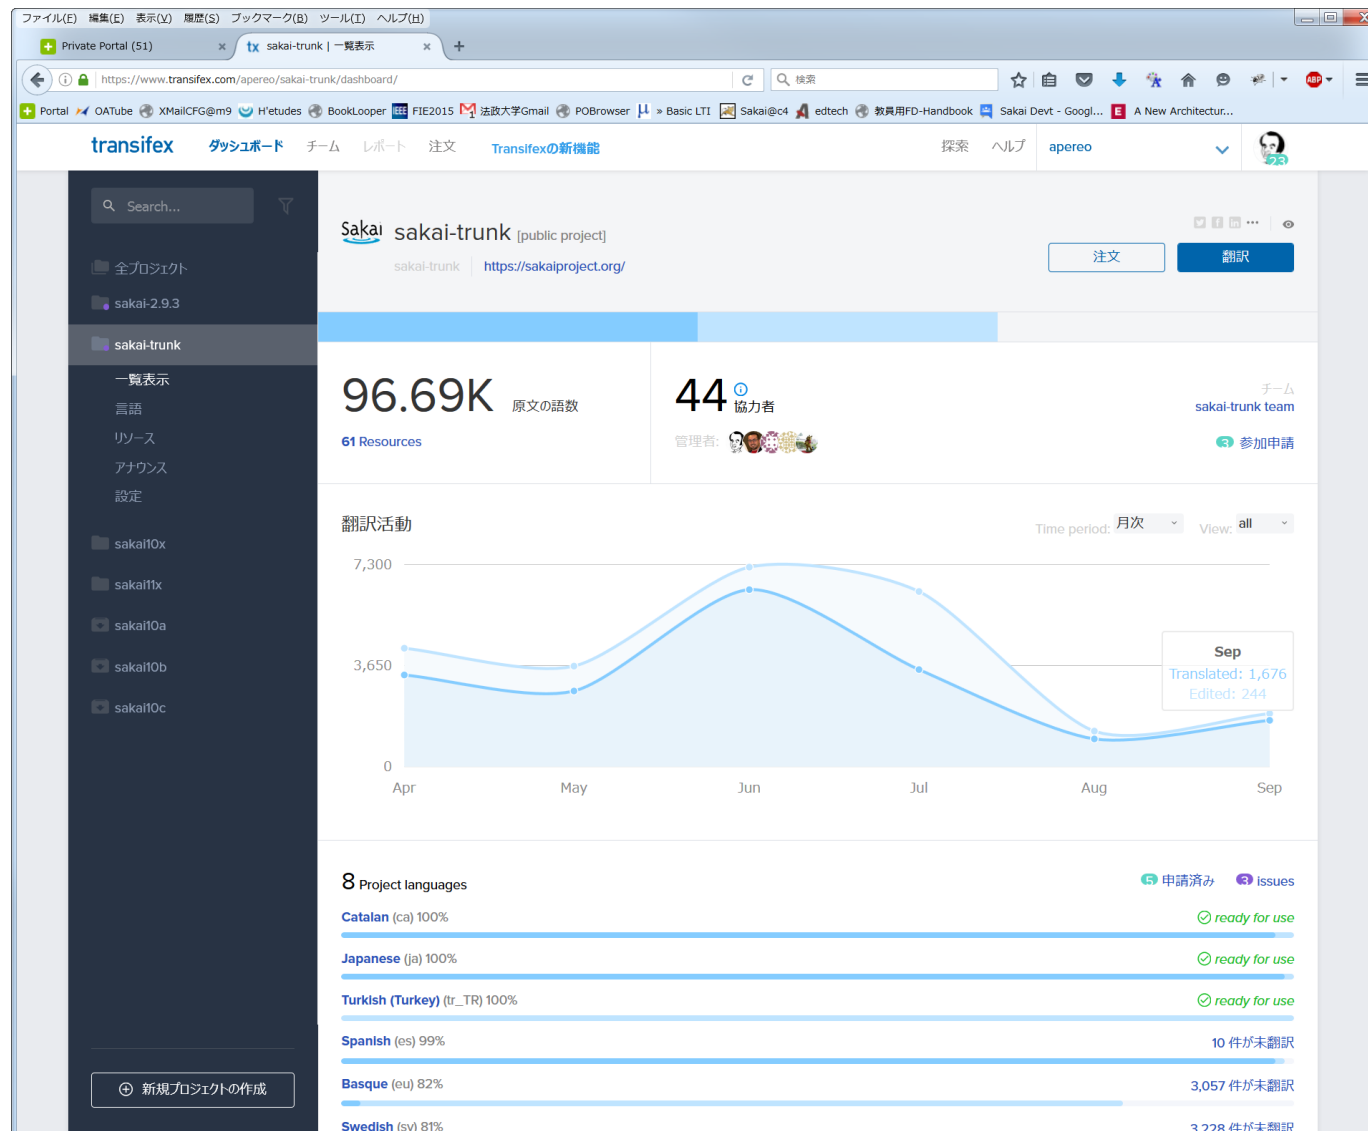 ファイル(F) 編集(E) 表示(V) 履歴(S) ブックマーク(B) ツール(T) ヘルプ(H)
Private Portal (51) × tx sakai-trunk | 一覧表示 × +
https://www.transifex.com/apereo/sakai-trunk/dashboard/ 検索 ABP
Portal OATube XMailCFG@m9 H'etudes BookLooper IEEE FIE2015 法政大学Gmail POBrowser » Basic LTI Sakai@c4 edtech 教員用FD-Handbook Sakai Devt - Googl... E A New Architectur...
transifex ダッシュボード チーム レポート 注文 Transifexの新機能 探索 ヘルプ apereo 23
Search...
Sakai sakai-trunk [public project]
sakai-trunk https://sakaiproject.org/
注文 翻訳
全プロジェクト
sakai-2.9.3
sakai-trunk
一覧表示
言語
リソース
アナウンス
設定
sakai10x
sakai11x
sakai10a
sakai10b
sakai10c
新規プロジェクトの作成
96.69K 原文の語数
61 Resources
44 協力者
管理者:
チーム
sakai-trunk team
3 参加申請
翻訳活動
Time period: 月次 View: all
7,300
3,650
0
Apr May Jun Jul Aug Sep
Sep
Translated: 1,676
Edited: 244
8 Project languages 5 申請済み 3 issues
Catalan (ca) 100% ready for use
Japanese (ja) 100% ready for use
Turkish (Turkey) (tr_TR) 100% ready for use
Spanish (es) 99% 10 件が未翻訳
Basque (eu) 82% 3,057 件が未翻訳
Swedish (sv) 81% 3,228 件が未翻訳